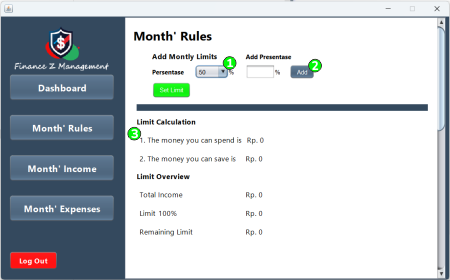 Finance Z Management
Dashboard
Month' Rules
Month' Income
Month' Expenses
Log Out
Month' Rules
Add Montly Limits
Add Presentase
Persentase 50 % % Add
1
2
Set Limit
Limit Calculation
3
1. The money you can spend is Rp. 0
2. The money you can save is Rp. 0
Limit Overview
Total Income Rp. 0
Limit 100% Rp. 0
Remaining Limit Rp. 0